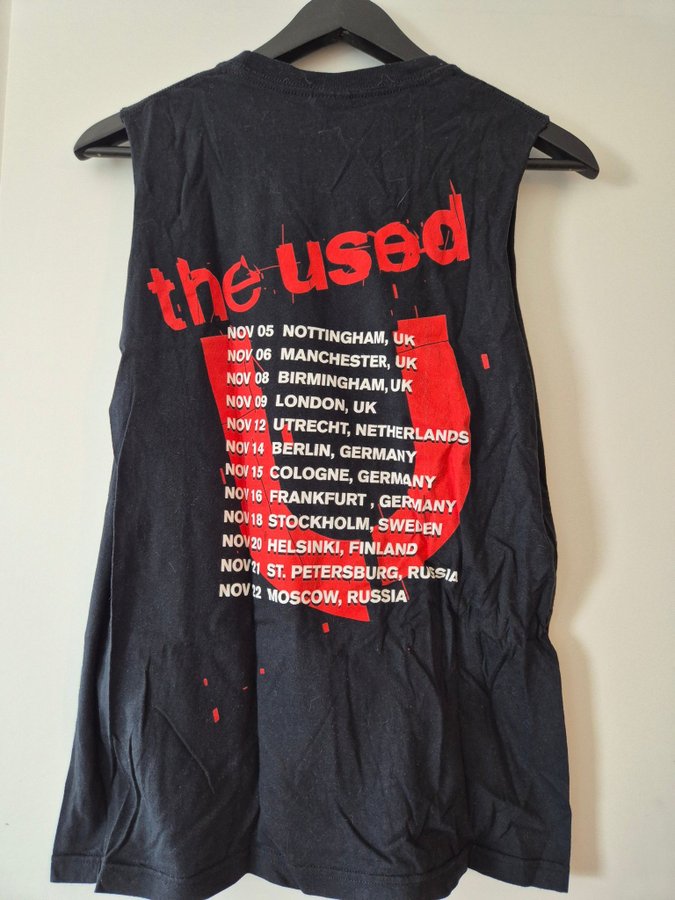 the used
NOV 05 NOTTINGHAM, UK
NOV 06 MANCHESTER, UK
NOV 08 BIRMINGHAM, UK
NOV 09 LONDON, UK
NOV 12 UTRECHT, NETHERLANDS
NOV 14 BERLIN, GERMANY
NOV 15 COLOGNE, GERMANY
NOV 16 FRANKFURT , GERMANY
NOV 18 STOCKHOLM, SWEDEN
NOV 20 HELSINKI, FINLAND
NOV 21 ST. PETERSBURG, RUSSIA
NOV 22 MOSCOW, RUSSIA